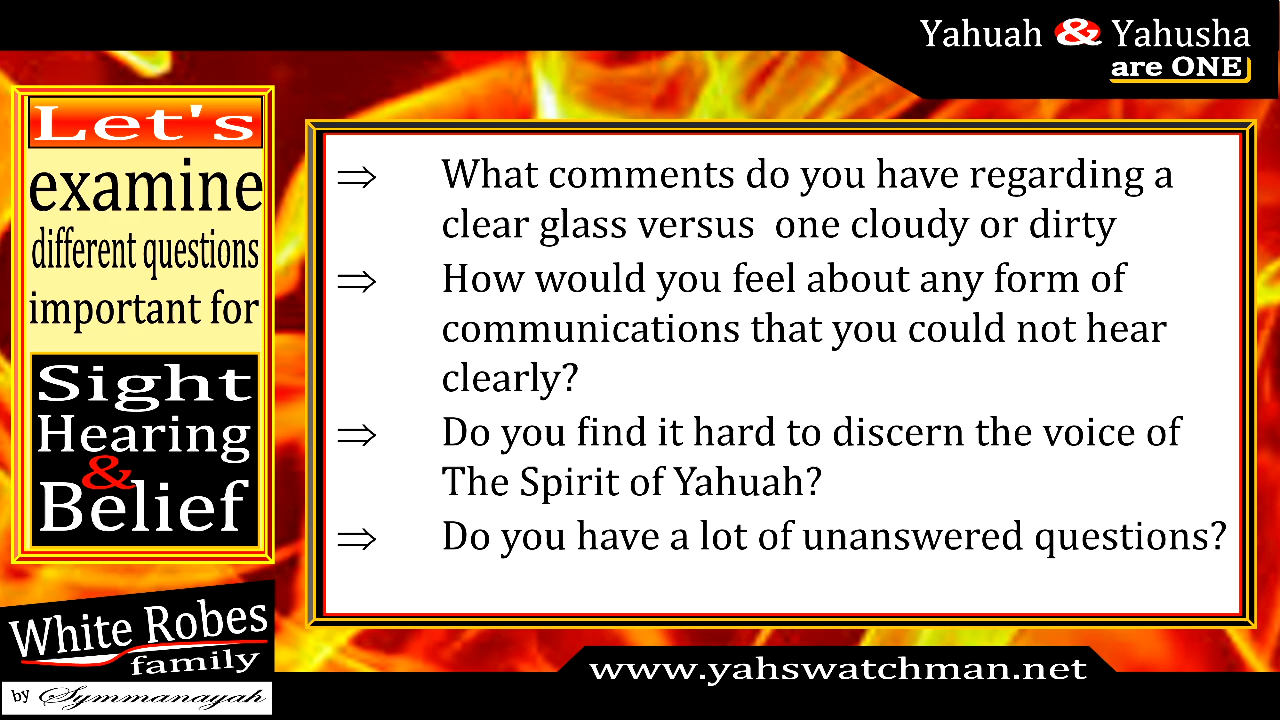 Yahuah & Yahusha
are ONE
Let's
examine
different questions
important for
Sight
Hearing
&
Belief
⇒ What comments do you have regarding a
clear glass versus  one cloudy or dirty
⇒ How would you feel about any form of
communications that you could not hear
clearly?
⇒ Do you find it hard to discern the voice of
The Spirit of Yahuah?
⇒ Do you have a lot of unanswered questions?
White Robes
family
by Symmanayah
www.yahswatchman.net